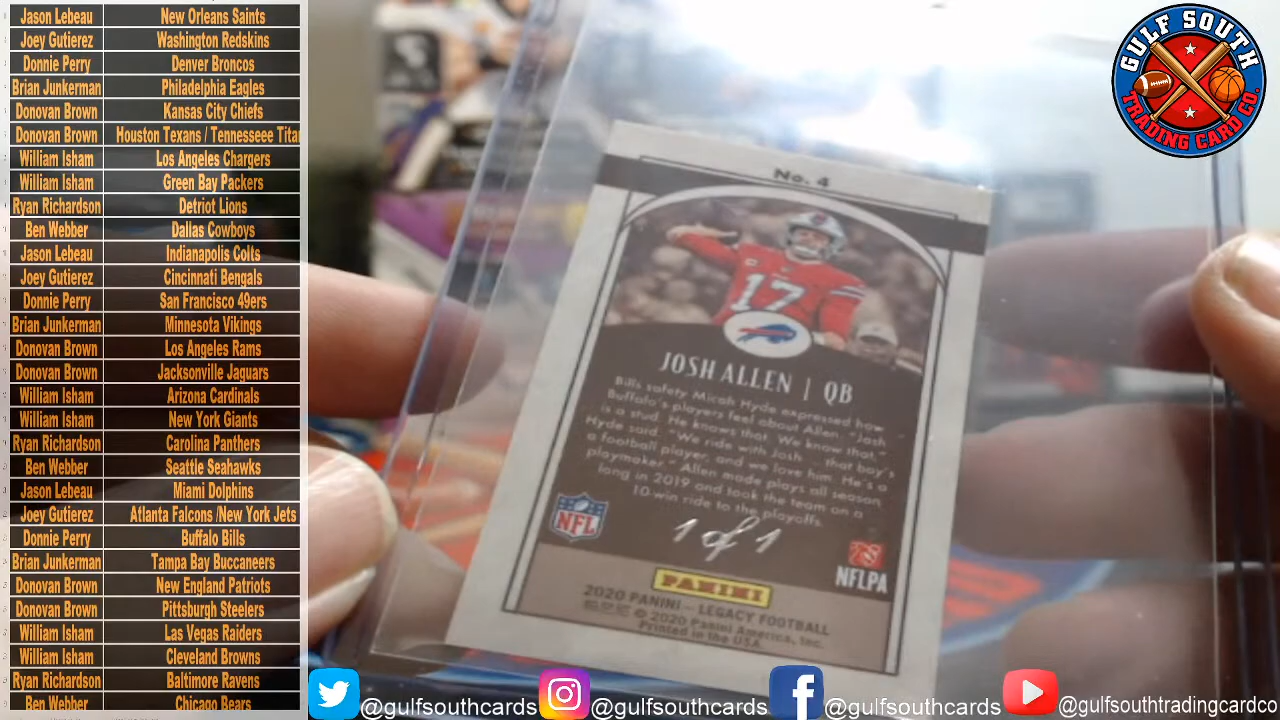 Jason Lebeau New Orleans Saints
Joey Gutierez Washington Redskins
Donnie Perry Denver Broncos
Brian Junkerman Philadelphia Eagles
Donovan Brown Kansas City Chiefs
Donovan Brown Houston Texans / Tennesseee Titan
William Isham Los Angeles Chargers
William Isham Green Bay Packers
Ryan Richardson Detriot Lions
Ben Webber Dallas Cowboys
Jason Lebeau Indianapolis Colts
Joey Gutierez Cincinnati Bengals
Donnie Perry San Francisco 49ers
Brian Junkerman Minnesota Vikings
Donovan Brown Los Angeles Rams
Donovan Brown Jacksonville Jaguars
William Isham Arizona Cardinals
William Isham New York Giants
Ryan Richardson Carolina Panthers
Ben Webber Seattle Seahawks
Jason Lebeau Miami Dolphins
Joey Gutierez Atlanta Falcons /New York Jets
Donnie Perry Buffalo Bills
Brian Junkerman Tampa Bay Buccaneers
Donovan Brown New England Patriots
Donovan Brown Pittsburgh Steelers
William Isham Las Vegas Raiders
William Isham Cleveland Browns
Ryan Richardson Baltimore Ravens
Ben Webber Chicago Bears
GULF SOUTH
TRADING CARD CO.
No. 4
17
JOSH ALLEN | QB
Bills safety Micah Hyde expressed how
Buffalo's players feel about Allen. "Josh
is a stud. He knows that. We know that,"
Hyde said. "We ride with Josh ... that boy's
a football player, and we love him. He's a
playmaker." Allen made plays all season
long in 2019 and took the team on a
10-win ride to the playoffs.
1 of 1
NFL
NFLPA
PANINI
2020 PANINI – LEGACY FOOTBALL
© 2020 Panini America, Inc.
Printed in the U.S.A.
@gulfsouthcards
@gulfsouthcards
@gulfsouthcards
@gulfsouthtradingcardco